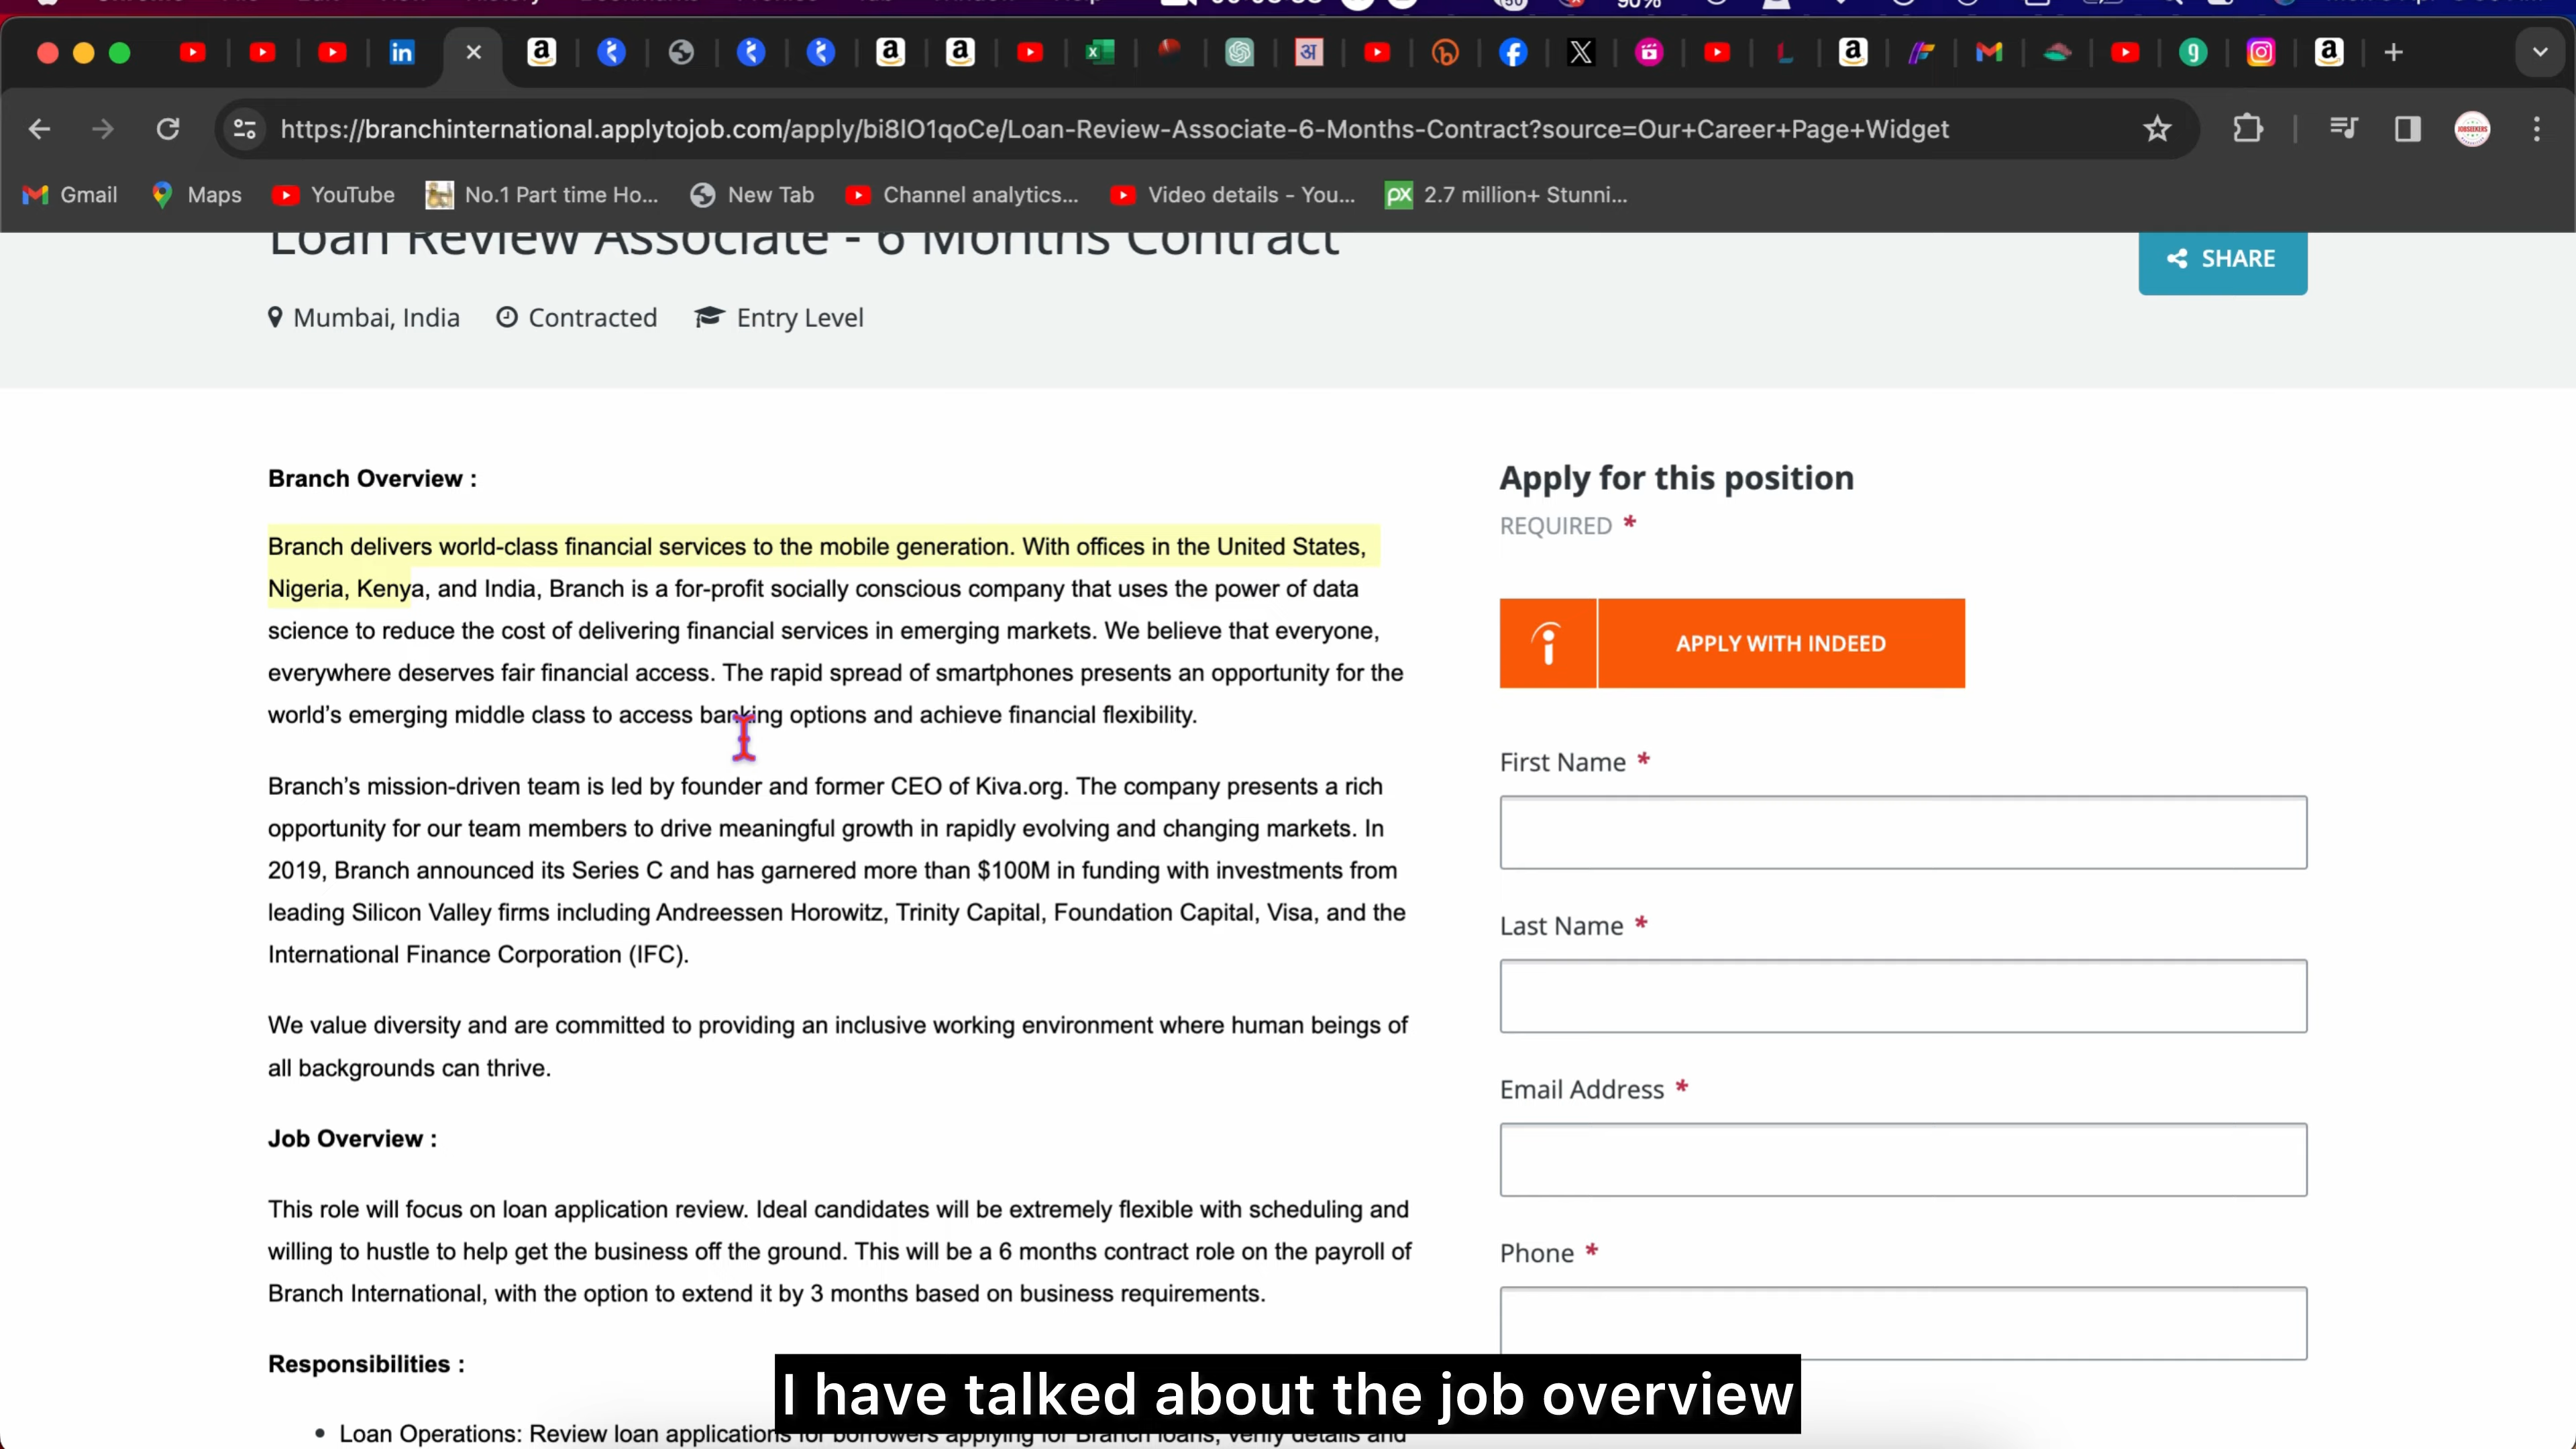 90%
https://branchinternational.applytojob.com/apply/bi8lO1qoCe/Loan-Review-Associate-6-Months-Contract?source=Our+Career+Page+Widget
Gmail Maps YouTube No.1 Part time Ho... New Tab Channel analytics... Video details - You... 2.7 million+ Stunni...
Loan Review Associate - 6 Months Contract
SHARE
Mumbai, India Contracted Entry Level
Branch Overview :
Branch delivers world-class financial services to the mobile generation. With offices in the United States,
Nigeria, Kenya, and India, Branch is a for-profit socially conscious company that uses the power of data
science to reduce the cost of delivering financial services in emerging markets. We believe that everyone,
everywhere deserves fair financial access. The rapid spread of smartphones presents an opportunity for the
world's emerging middle class to access banking options and achieve financial flexibility.
Branch's mission-driven team is led by founder and former CEO of Kiva.org. The company presents a rich
opportunity for our team members to drive meaningful growth in rapidly evolving and changing markets. In
2019, Branch announced its Series C and has garnered more than $100M in funding with investments from
leading Silicon Valley firms including Andreessen Horowitz, Trinity Capital, Foundation Capital, Visa, and the
International Finance Corporation (IFC).
We value diversity and are committed to providing an inclusive working environment where human beings of
all backgrounds can thrive.
Job Overview :
This role will focus on loan application review. Ideal candidates will be extremely flexible with scheduling and
willing to hustle to help get the business off the ground. This will be a 6 months contract role on the payroll of
Branch International, with the option to extend it by 3 months based on business requirements.
Responsibilities :
• Loan Operations: Review loan applications for borrowers applying for Branch loans, verify details and
Apply for this position
REQUIRED *
APPLY WITH INDEED
First Name *
Last Name *
Email Address *
Phone *
I have talked about the job overview